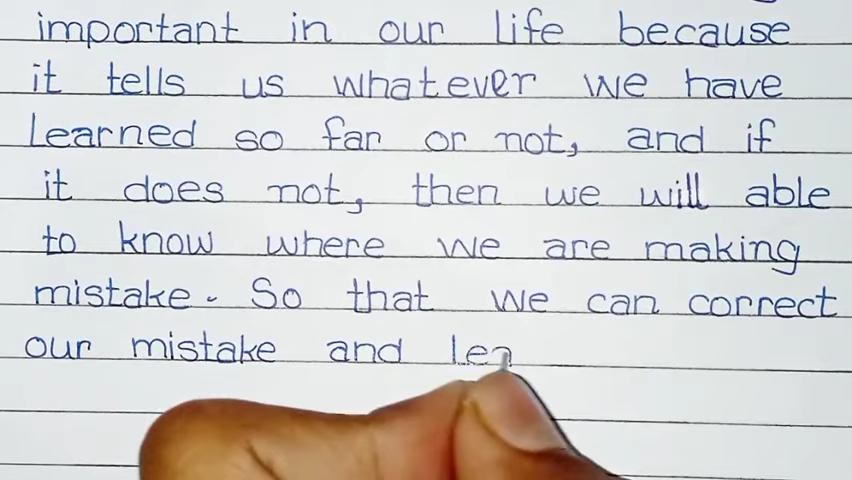 important in our life because
it tells us whatever we have
learned so far or not, and if
it does not, then we will able
to know where we are making
mistake. So that we can correct
our mistake and lea